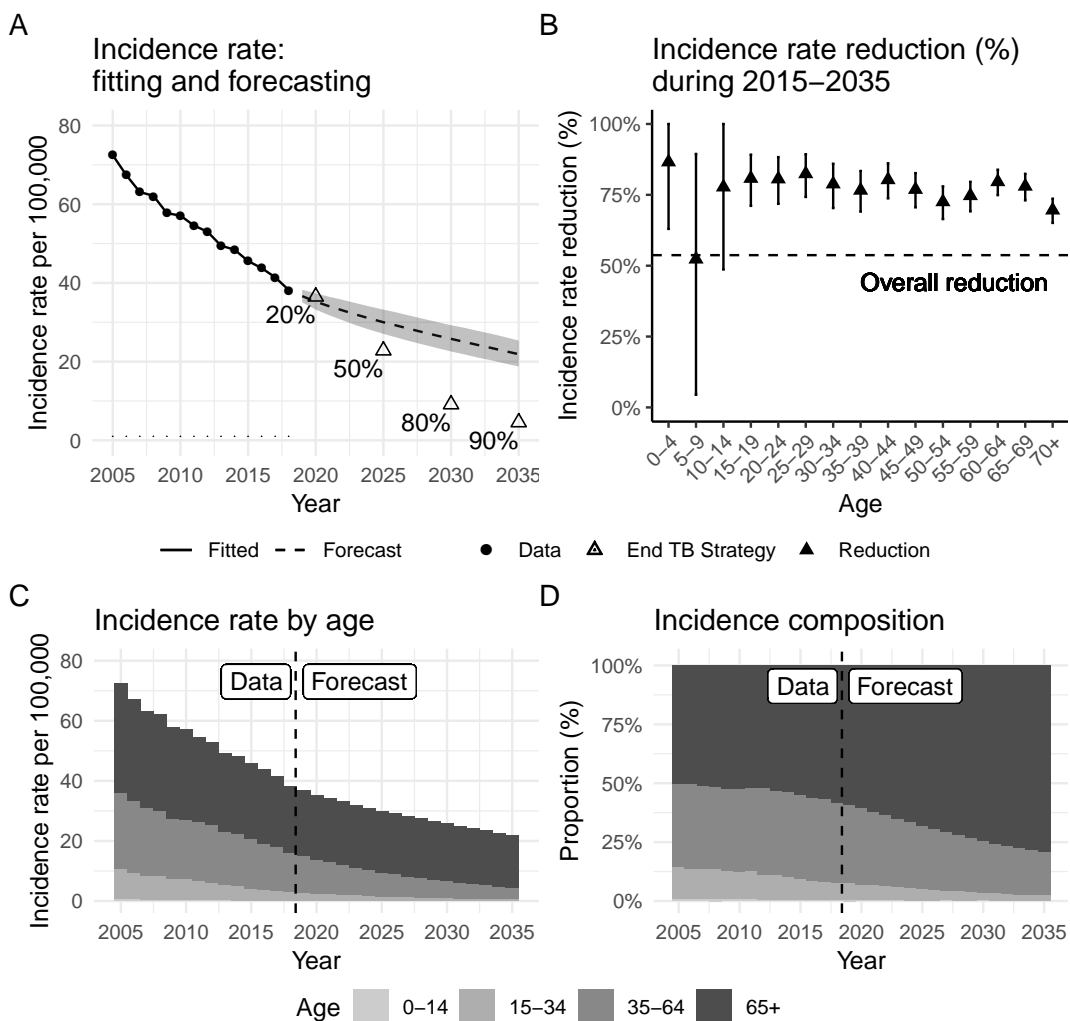 A
Incidence rate:
fitting and forecasting
Incidence rate per 100,000
80
60
40
20
0
20%
50%
80%
90%
2005 2010 2015 2020 2025 2030 2035
Year
B
Incidence rate reduction (%)
during 2015–2035
Incidence rate reduction (%)
100%
75%
50%
25%
0%
Overall reduction
0–4 5–9 10–14 15–19 20–24 25–29 30–34 35–39 40–44 45–49 50–54 55–59 60–64 65–69 70+
Age
Fitted Forecast Data End TB Strategy Reduction
C
Incidence rate by age
Incidence rate per 100,000
80
60
40
20
0
Data Forecast
2005 2010 2015 2020 2025 2030 2035
Year
D
Incidence composition
Proportion (%)
100%
75%
50%
25%
0%
Data Forecast
2005 2010 2015 2020 2025 2030 2035
Year
Age 0–14 15–34 35–64 65+